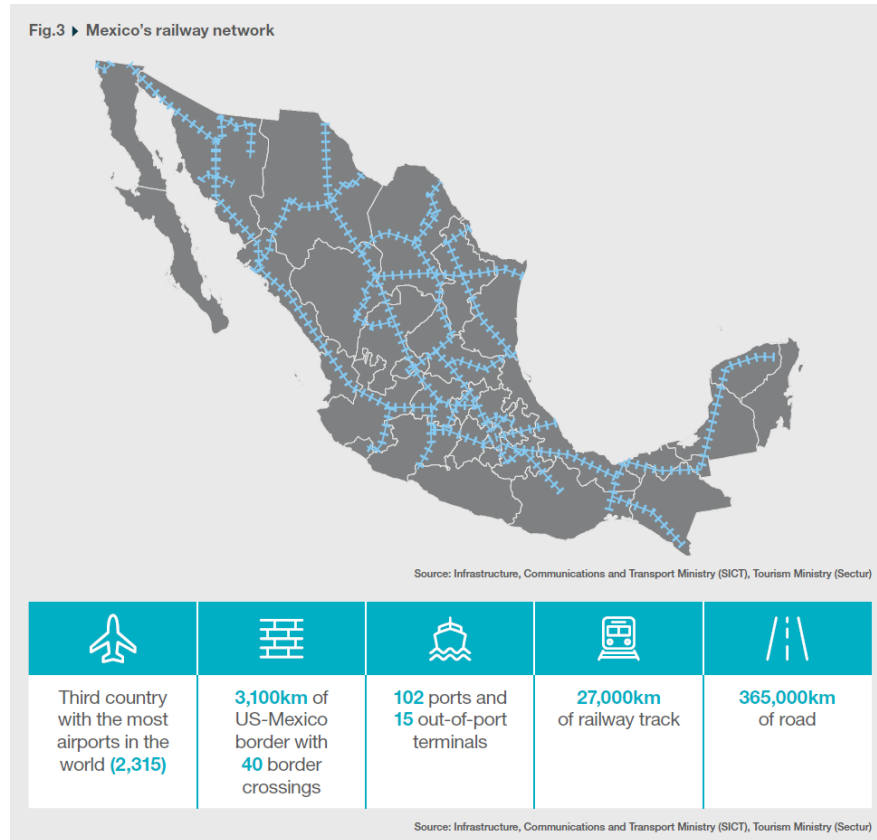 Fig.3 ▸ Mexico's railway network
Source: Infrastructure, Communications and Transport Ministry (SICT), Tourism Ministry (Sectur)
Third country
with the most
airports in the
world (2,315)
3,100km of
US-Mexico
border with
40 border
crossings
102 ports and
15 out-of-port
terminals
27,000km
of railway track
365,000km
of road
Source: Infrastructure, Communications and Transport Ministry (SICT), Tourism Ministry (Sectur)